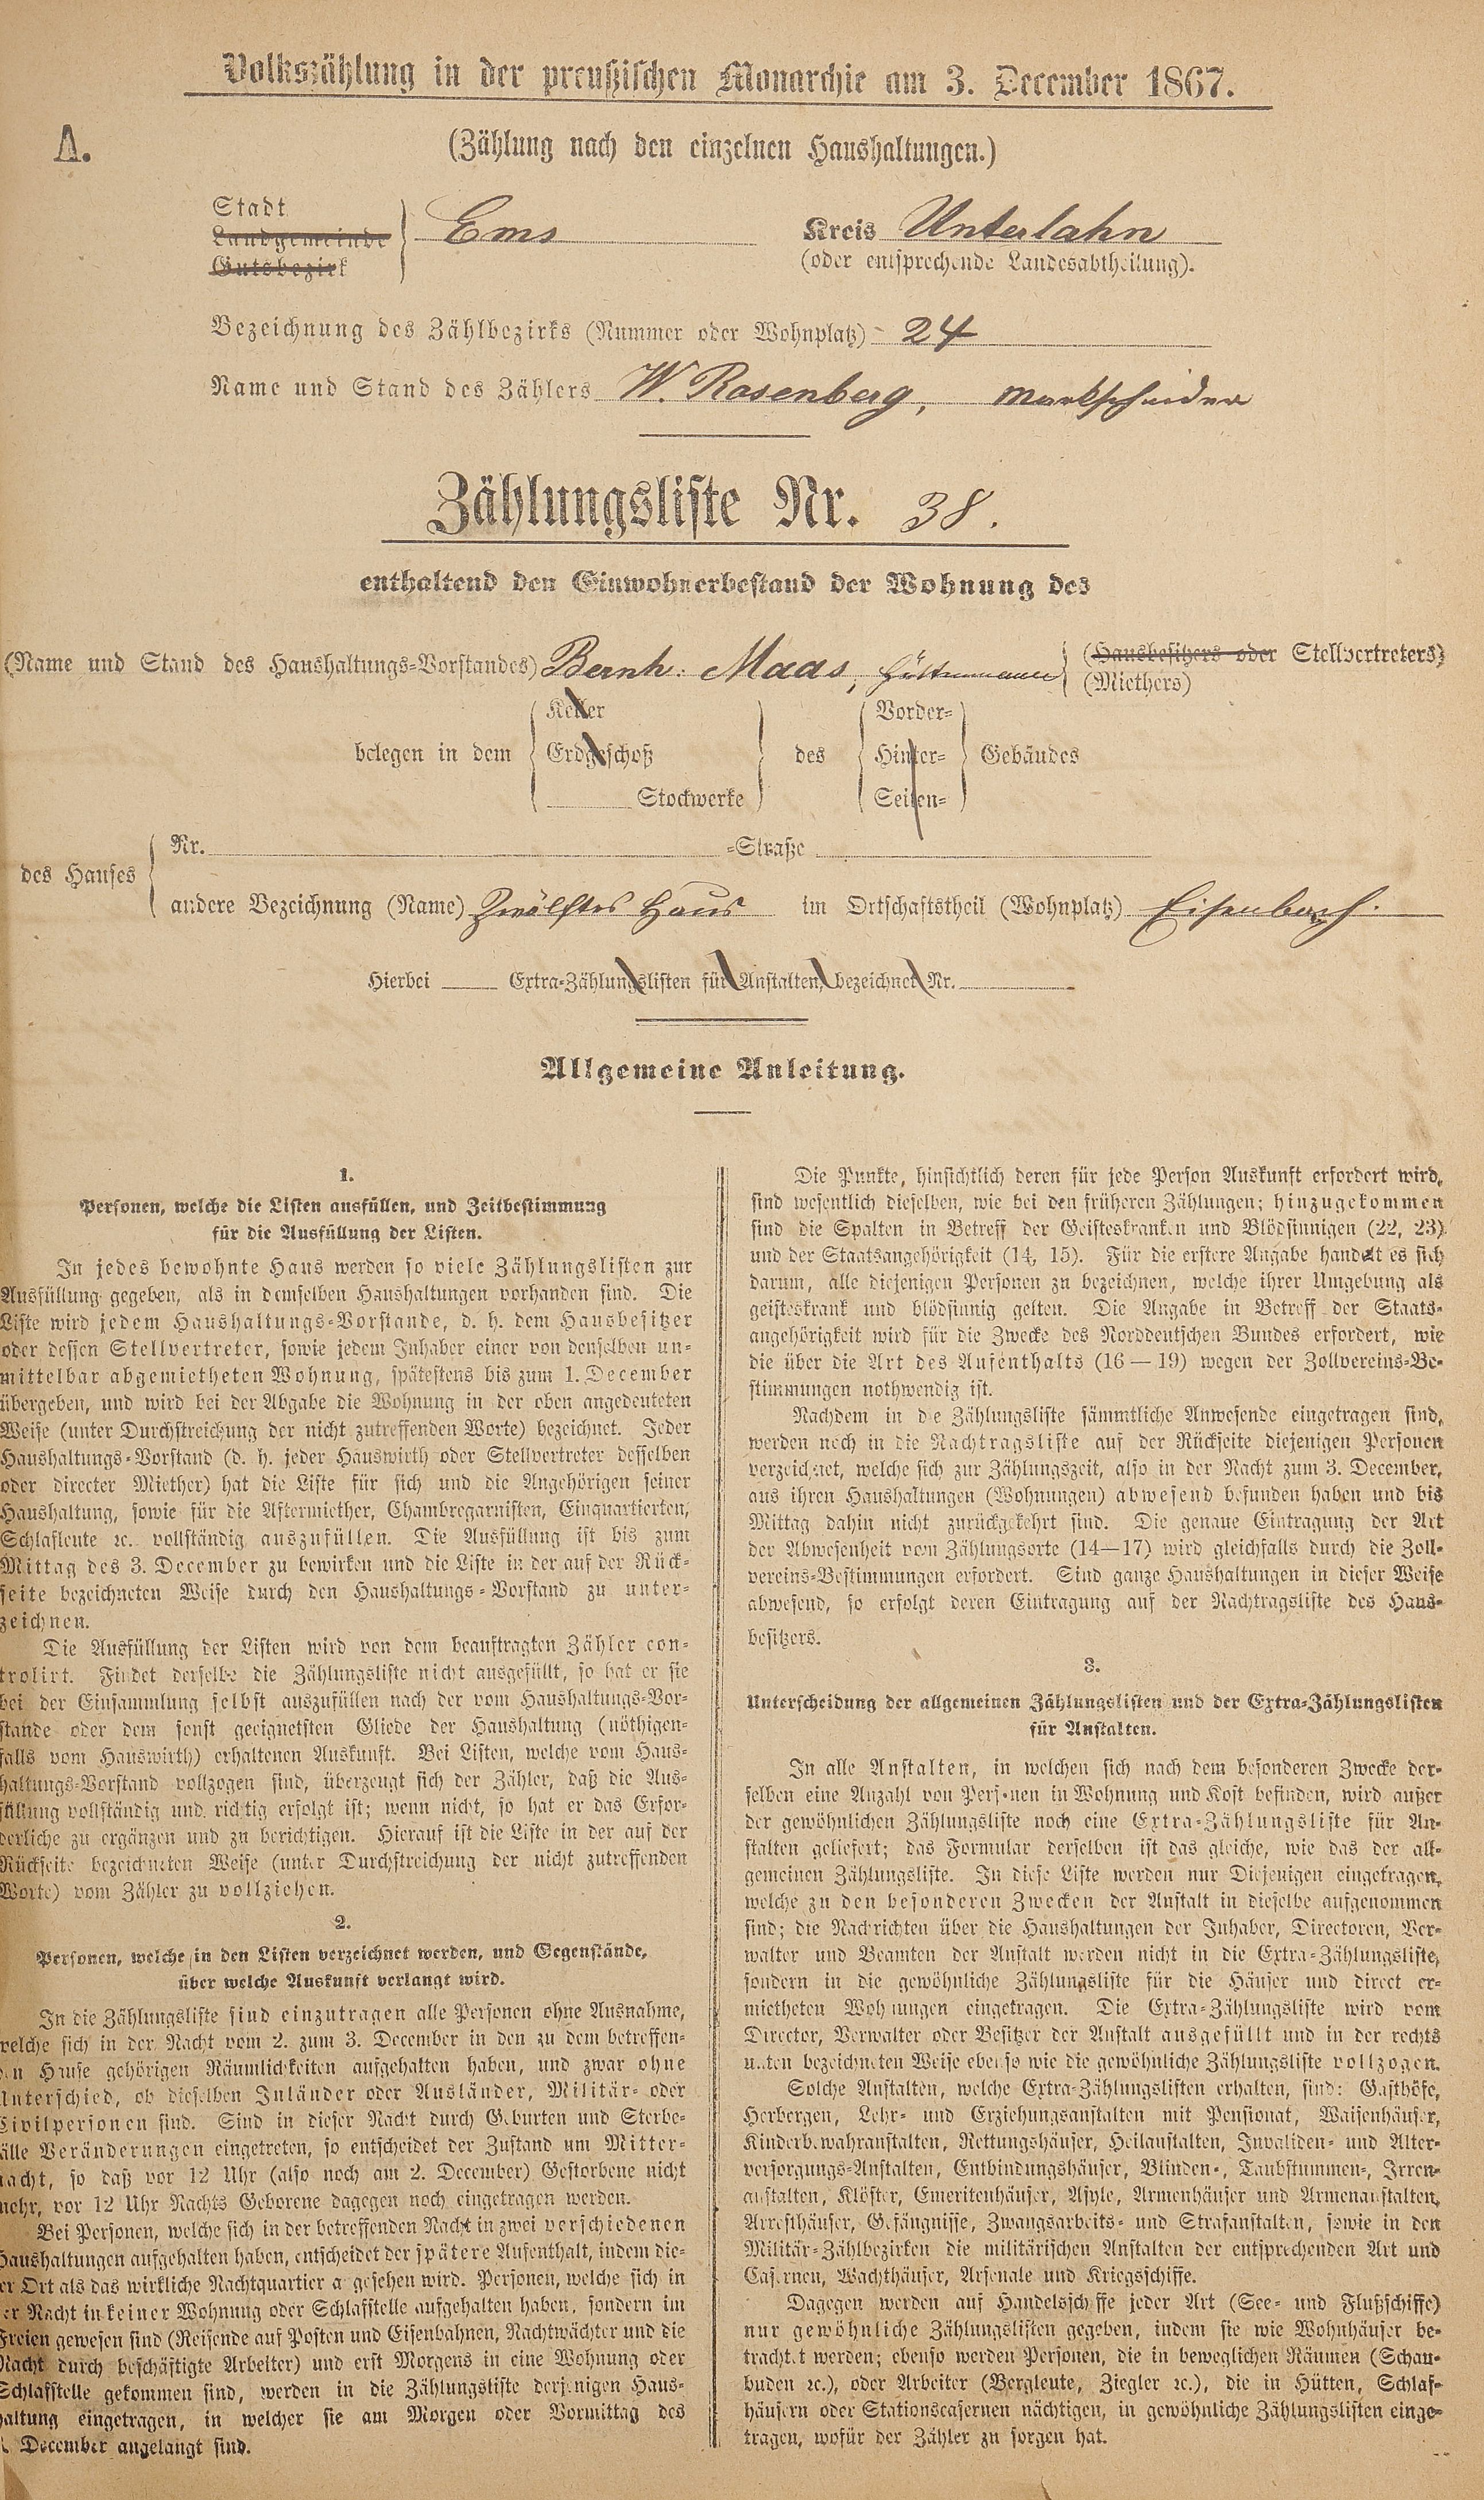 Volkszählung in der preußischen Monarchie am 3. December 1867.
A.
(Zählung nach den einzelnen Haushaltungen.)
Stadt
Landgemeinde
Gutsbezirk
Ems
Kreis Unterlahn
(oder entsprechende Landesabtheilung).
Bezeichnung des Zählbezirks (Nummer oder Wohnplatz) 24
Name und Stand des Zählers W. Rosenberg, Markscheider
Zählungsliste Nr. 38.
enthaltend den Einwohnerbestand der Wohnung des
(Name und Stand des Haushaltungs-Vorstandes) Bernh. Maas, Hüttenmann
(Hausbesitzers oder Stellvertreters)
(Miethers)
belegen in dem
Keller
Erdgeschoß
Stockwerke
des
Vorder-
Hinter-
Seiten-
Gebäudes
des Hauses
Nr. -Straße
andere Bezeichnung (Name) Zwölftes Haus im Ortschaftstheil (Wohnplatz) Eisenbach.
Hierbei Extra-Zählungslisten für Anstalten, bezeichnet Nr.
Allgemeine Anleitung.
1.
Personen, welche die Listen ausfüllen, und Zeitbestimmung
für die Ausfüllung der Listen.
In jedes bewohnte Haus werden so viele Zählungslisten zur
Ausfüllung gegeben, als in demselben Haushaltungen vorhanden sind. Die
Liste wird jedem Haushaltungs-Vorstande, d. h. dem Hausbesitzer
oder dessen Stellvertreter, sowie jedem Inhaber einer von denselben un-
mittelbar abgemietheten Wohnung, spätestens bis zum 1. December
übergeben, und wird bei der Abgabe die Wohnung in der oben angedeuteten
Weise (unter Durchstreichung der nicht zutreffenden Worte) bezeichnet. Jeder
Haushaltungs-Vorstand (d. h. jeder Hauswirth oder Stellvertreter desselben
oder directer Miether) hat die Liste für sich und die Angehörigen seiner
Haushaltung, sowie für die Aftermiether, Chambregarnisten, Einquartierten,
Schlafleute ꝛc. vollständig auszufüllen. Die Ausfüllung ist bis zum
Mittag des 3. December zu bewirken und die Liste in der auf der Rück-
seite bezeichneten Weise durch den Haushaltungs-Vorstand zu unter-
zeichnen.
Die Ausfüllung der Listen wird von dem beauftragten Zähler con-
trolirt. Findet derselbe die Zählungsliste nicht ausgefüllt, so hat er sie
bei der Einsammlung selbst auszufüllen nach der vom Haushaltungs-Vor-
stande oder dem sonst geeignetsten Gliede der Haushaltung (nöthigen-
falls vom Hauswirth) erhaltenen Auskunft. Bei Listen, welche vom Haus-
haltungs-Vorstand vollzogen sind, überzeugt sich der Zähler, daß die Aus-
füllung vollständig und richtig erfolgt ist; wenn nicht, so hat er das Erfor-
derliche zu ergänzen und zu berichtigen. Hierauf ist die Liste in der auf der
Rückseite bezeichneten Weise (unter Durchstreichung der nicht zutreffenden
Worte) vom Zähler zu vollziehen.
2.
Personen, welche in den Listen verzeichnet werden, und Gegenstände,
über welche Auskunft verlangt wird.
In die Zählungsliste sind einzutragen alle Personen ohne Ausnahme,
welche sich in der Nacht vom 2. zum 3. December in den zu dem betreffen-
den Hause gehörigen Räumlichkeiten aufgehalten haben, und zwar ohne
Unterschied, ob dieselben Inländer oder Ausländer, Militär- oder
Civilpersonen sind. Sind in dieser Nacht durch Geburten und Sterbe-
fälle Veränderungen eingetreten, so entscheidet der Zustand um Mitter-
nacht, so daß vor 12 Uhr (also noch am 2. December) Gestorbene nicht
mehr, vor 12 Uhr Nachts Geborene dagegen noch eingetragen werden.
Bei Personen, welche sich in der betreffenden Nacht in zwei verschiedenen
Haushaltungen aufgehalten haben, entscheidet der spätere Aufenthalt, indem die-
ser Ort als das wirkliche Nachtquartier angesehen wird. Personen, welche sich in
der Nacht in keiner Wohnung oder Schlafstelle aufgehalten haben, sondern im
Freien gewesen sind (Reisende auf Posten und Eisenbahnen, Nachtwächter und die
Nacht durch beschäftigte Arbeiter) und erst Morgens in eine Wohnung oder
Schlafstelle gekommen sind, werden in die Zählungsliste derjenigen Haus-
haltung eingetragen, in welcher sie am Morgen oder Vormittag des
3. December angelangt sind.
Die Punkte, hinsichtlich deren für jede Person Auskunft erfordert wird,
sind wesentlich dieselben, wie bei den früheren Zählungen; hinzugekommen
sind die Spalten in Betreff der Geisteskranken und Blödsinnigen (22, 23)
und der Staatsangehörigkeit (14, 15). Für die erstere Angabe handelt es sich
darum, alle diejenigen Personen zu bezeichnen, welche ihrer Umgebung als
geisteskrank und blödsinnig gelten. Die Angabe in Betreff der Staats-
angehörigkeit wird für die Zwecke des Norddeutschen Bundes erfordert, wie
die über die Art des Aufenthalts (16—19) wegen der Zollvereins-Be-
stimmungen nothwendig ist.
Nachdem in die Zählungsliste sämmtliche Anwesende eingetragen sind,
werden noch in die Nachtragsliste auf der Rückseite diejenigen Personen
verzeichnet, welche sich zur Zählungszeit, also in der Nacht zum 3. December,
aus ihren Haushaltungen (Wohnungen) abwesend befunden haben und bis
Mittag dahin nicht zurückgekehrt sind. Die genaue Eintragung der Art
der Abwesenheit vom Zählungsorte (14—17) wird gleichfalls durch die Zoll-
vereins-Bestimmungen erfordert. Sind ganze Haushaltungen in dieser Weise
abwesend, so erfolgt deren Eintragung auf der Nachtragsliste des Haus-
besitzers.
3.
Unterscheidung der allgemeinen Zählungslisten und der Extra-Zählungslisten
für Anstalten.
In alle Anstalten, in welchen sich nach dem besonderen Zwecke der-
selben eine Anzahl von Personen in Wohnung und Kost befinden, wird außer
der gewöhnlichen Zählungsliste noch eine Extra-Zählungsliste für An-
stalten geliefert; das Formular derselben ist das gleiche, wie das der all-
gemeinen Zählungsliste. In diese Liste werden nur Diejenigen eingetragen,
welche zu den besonderen Zwecken der Anstalt in dieselbe aufgenommen
sind; die Nachrichten über die Haushaltungen der Inhaber, Directoren, Ver-
walter und Beamten der Anstalt werden nicht in die Extra-Zählungsliste,
sondern in die gewöhnliche Zählungsliste für die Häuser und direct er-
mietheten Wohnungen eingetragen. Die Extra-Zählungsliste wird vom
Director, Verwalter oder Besitzer der Anstalt ausgefüllt und in der rechts
unten bezeichneten Weise ebenso wie die gewöhnliche Zählungsliste vollzogen.
Solche Anstalten, welche Extra-Zählungslisten erhalten, sind: Gasthöfe,
Herbergen, Lehr- und Erziehungsanstalten mit Pensionat, Waisenhäuser,
Kinderbewahranstalten, Rettungshäuser, Heilanstalten, Invaliden- und Alter-
versorgungs-Anstalten, Entbindungshäuser, Blinden-, Taubstummen-, Irren-
anstalten, Klöster, Emeritenhäuser, Asyle, Armenhäuser und Armenanstalten,
Arresthäuser, Gefängnisse, Zwangsarbeits- und Strafanstalten, sowie in den
Militär-Zählbezirken die militärischen Anstalten der entsprechenden Art und
Casernen, Wachthäuser, Arsenale und Kriegsschiffe.
Dagegen werden auf Handelsschiffe jeder Art (See- und Flußschiffe)
nur gewöhnliche Zählungslisten gegeben, indem sie wie Wohnhäuser be-
trachtet werden; ebenso werden Personen, die in beweglichen Räumen (Schau-
buden ꝛc.), oder Arbeiter (Bergleute, Ziegler ꝛc.), die in Hütten, Schlaf-
häusern oder Stationscasernen nächtigen, in gewöhnliche Zählungslisten einge-
tragen, wofür der Zähler zu sorgen hat.